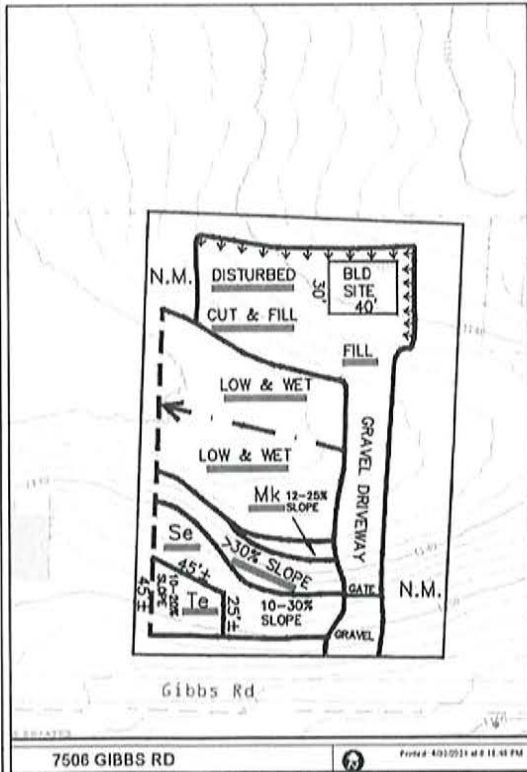 N.M.
DISTURBED
BLD
SITE
40'
30'
CUT & FILL
FILL
LOW & WET
LOW & WET
GRAVEL DRIVEWAY
Mk
12-25%
SLOPE
Se
>30% SLOPE
45'±
45'±
10-20%
SLOPE
Te
25'±
10-30%
SLOPE
GATE
N.M.
GRAVEL
Gibbs Rd
7506 GIBBS RD